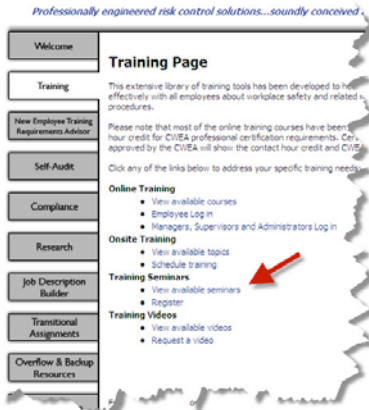 Professionally engineered risk control solutions...soundly conceived
Welcome
Training
New Employee Training
Requirements Advisor
Self-Audit
Compliance
Research
Job Description
Builder
Transitional
Assignments
Overflow & Backup
Resources
Training Page
This extensive library of training tools has been developed to
effectively with all employees about workplace safety and related
procedures.
Please note that most of the online training courses have been
hour credit for CWEA professional certification requirements.
approved by the CWEA will show the contact hour credit and
Click any of the links below to address your specific training needs
Online Training
• View available courses
• Employee Log in
• Managers, Supervisors and Administrators Log in
Onsite Training
• View available topics
• Schedule training
Training Seminars
• View available seminars
• Register
Training Videos
• View available videos
• Request a video